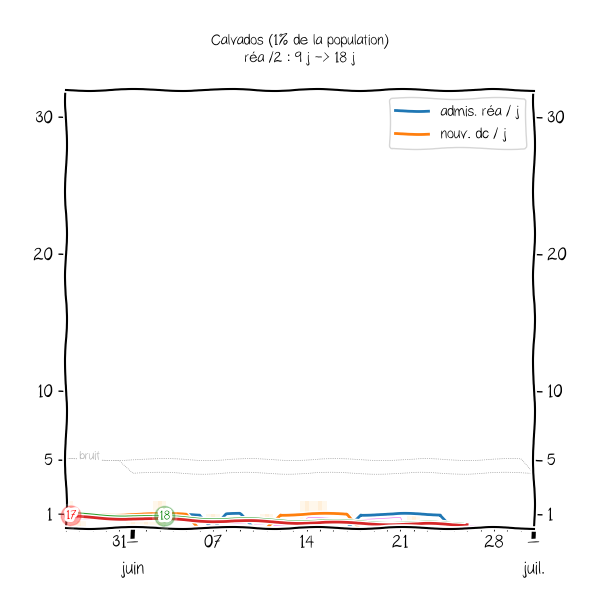 Calvados (1% de la population)
réa /2 : 9 j -> 18 j
admis. réa / j
nouv. dc / j
30 30
20 20
10 10
5 bruit 5
1 17 18 1
31 07 14 21 28
juin juil.